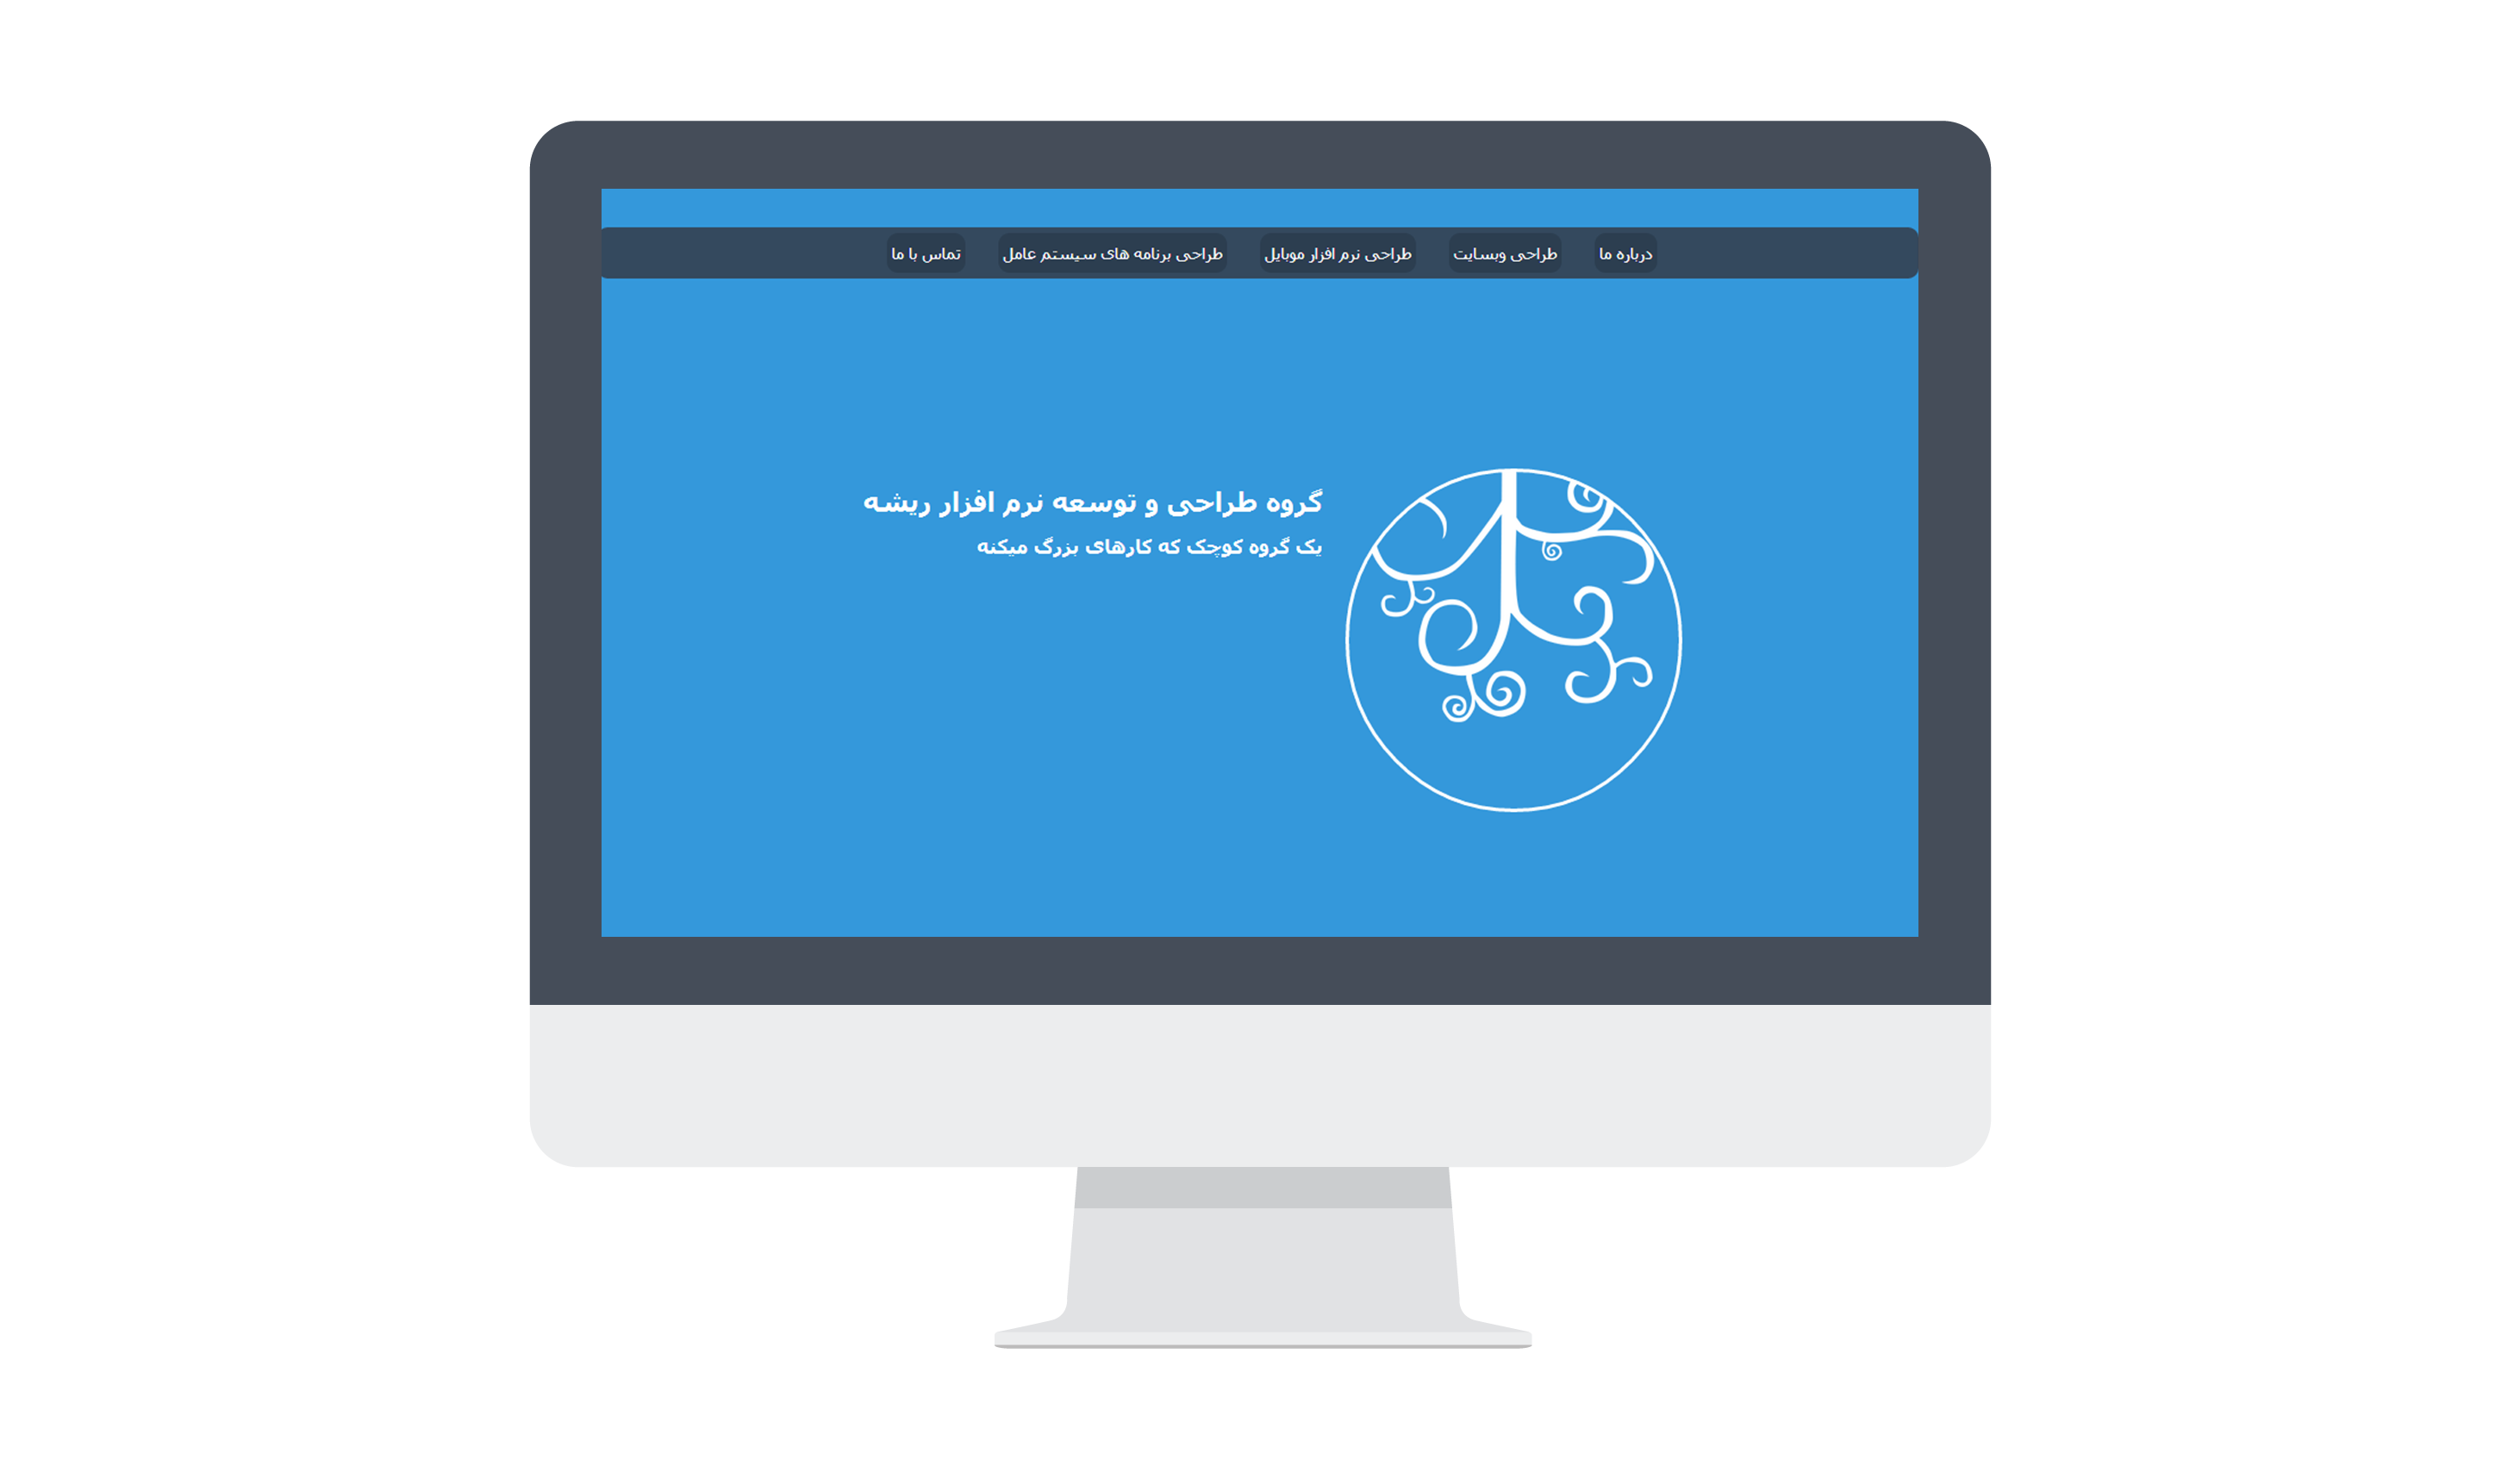 درباره ما
طراحی وبسایت
طراحی نرم افزار موبایل
طراحی برنامه های سیستم عامل
تماس با ما
گروه طراحی و توسعه نرم افزار ریشه
یک گروه کوچک که کارهای بزرگ میکنه